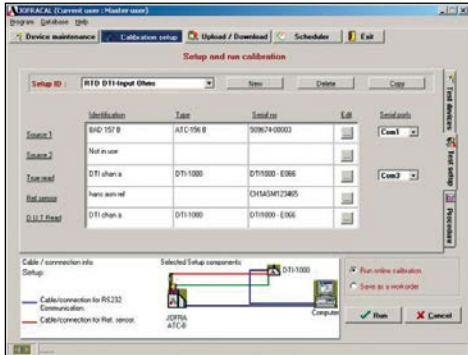 JOFRACAL (Current user : Master-user)
Program Database Help
Device maintenance Calibration setup Upload / Download Scheduler Exit
Setup and run calibration
Setup ID : RTD DTI-Input Ohms New Delete Copy
Identification Type Serial no Edit Serial ports
Source 1 BAD 157 B ATC-156 B 509674-00003 Com1
Source 2 Not in use
True read DTI chan a DTI-1000 DTI1000 - E066 Com3
Ref. sensor hans asm ref CH1ASM123465
D.U.T Read DTI chan a DTI-1000 DTI1000 - E066
Test devices
Test setup
Procedure
Cable / connnection info.
Setup:
Selected Setup components:
DTI-1000
Cable/connection for RS232
Communication.
Cable/connection for Ref. sensor.
JOFRA
ATC-B
Computer
Run online calibration
Save as a workorder
Run Cancel